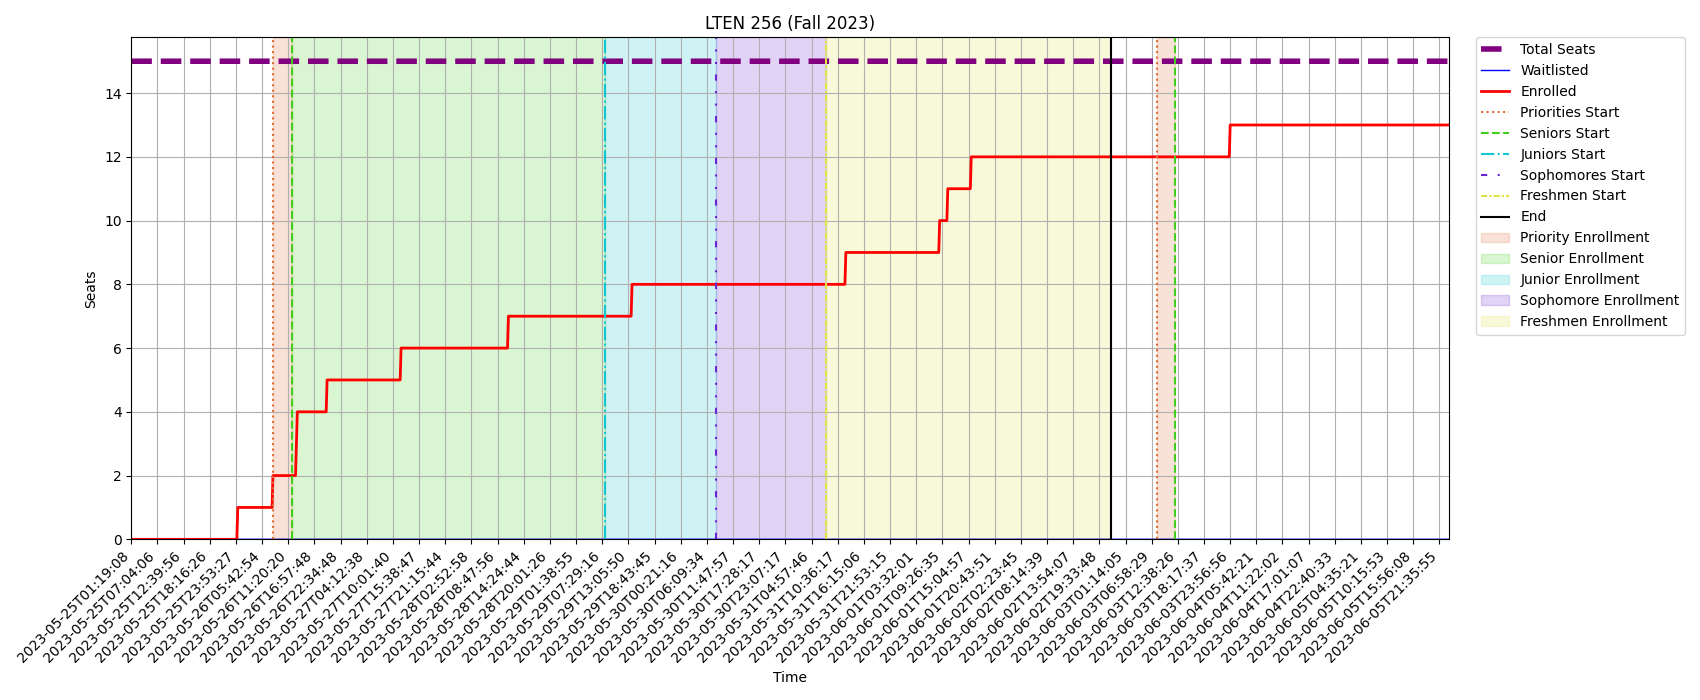 LTEN 256 (Fall 2023)
Seats
14
12
10
8
6
4
2
0
2023-05-25T01:19:08
2023-05-25T07:04:06
2023-05-25T12:39:56
2023-05-25T18:16:26
2023-05-25T23:53:27
2023-05-26T05:42:54
2023-05-26T11:20:20
2023-05-26T16:57:48
2023-05-26T22:34:48
2023-05-27T04:12:38
2023-05-27T10:01:40
2023-05-27T15:38:47
2023-05-27T21:15:44
2023-05-28T02:52:58
2023-05-28T08:47:56
2023-05-28T14:24:44
2023-05-28T20:01:26
2023-05-29T01:38:55
2023-05-29T07:29:16
2023-05-29T13:05:50
2023-05-29T18:43:45
2023-05-30T00:21:16
2023-05-30T06:09:34
2023-05-30T11:47:57
2023-05-30T17:28:17
2023-05-30T23:07:17
2023-05-31T04:57:46
2023-05-31T10:36:17
2023-05-31T16:15:06
2023-05-31T21:53:15
2023-06-01T03:32:01
2023-06-01T09:26:35
2023-06-01T15:04:57
2023-06-01T20:43:51
2023-06-02T02:23:45
2023-06-02T08:14:39
2023-06-02T13:54:07
2023-06-02T19:33:48
2023-06-03T01:14:05
2023-06-03T06:58:29
2023-06-03T12:38:26
2023-06-03T18:17:37
2023-06-03T23:56:56
2023-06-04T05:42:21
2023-06-04T11:22:02
2023-06-04T17:01:07
2023-06-04T22:40:33
2023-06-05T04:35:21
2023-06-05T10:15:53
2023-06-05T15:56:08
2023-06-05T21:35:55
Time
Total Seats
Waitlisted
Enrolled
Priorities Start
Seniors Start
Juniors Start
Sophomores Start
Freshmen Start
End
Priority Enrollment
Senior Enrollment
Junior Enrollment
Sophomore Enrollment
Freshmen Enrollment